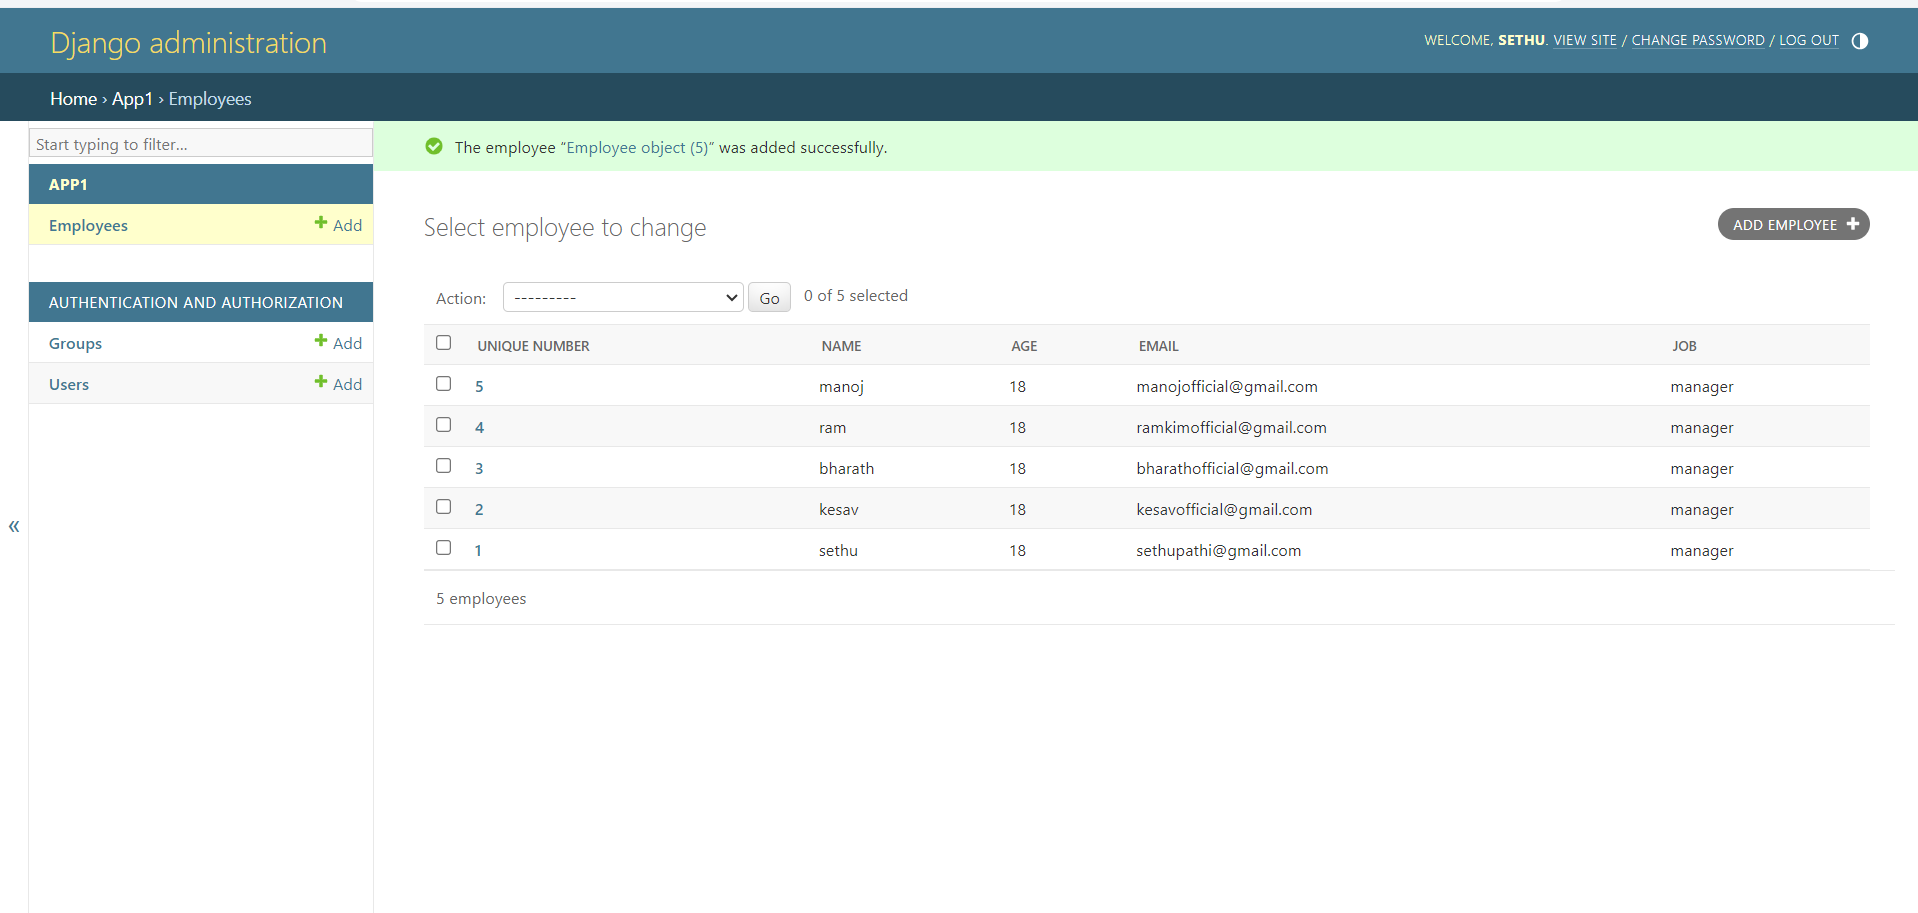 Django administration
WELCOME, SETHU. VIEW SITE / CHANGE PASSWORD / LOG OUT
Home › App1 › Employees
Start typing to filter...
APP1
Employees
Add
AUTHENTICATION AND AUTHORIZATION
Groups
Add
Users
Add
«
The employee “Employee object (5)” was added successfully.
Select employee to change
ADD EMPLOYEE
Action: --------- Go 0 of 5 selected
UNIQUE NUMBER NAME AGE EMAIL JOB
5 manoj 18 manojofficial@gmail.com manager
4 ram 18 ramkimofficial@gmail.com manager
3 bharath 18 bharathofficial@gmail.com manager
2 kesav 18 kesavofficial@gmail.com manager
1 sethu 18 sethupathi@gmail.com manager
5 employees